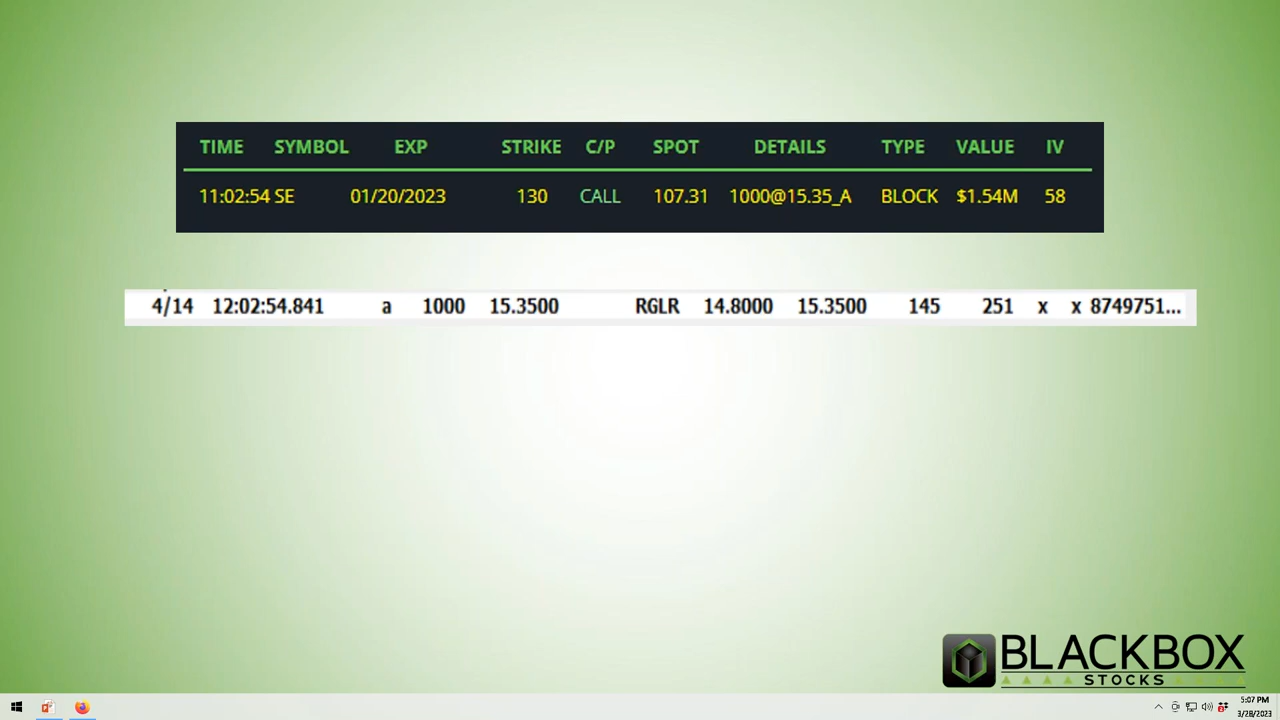 TIME SYMBOL EXP STRIKE C/P SPOT DETAILS TYPE VALUE IV
11:02:54 SE 01/20/2023 130 CALL 107.31 1000@15.35_A BLOCK $1.54M 58
4/14 12:02:54.841 a 1000 15.3500 RGLR 14.8000 15.3500 145 251 x x 8749751...
BLACKBOX
STOCKS
5:07 PM
3/28/2023